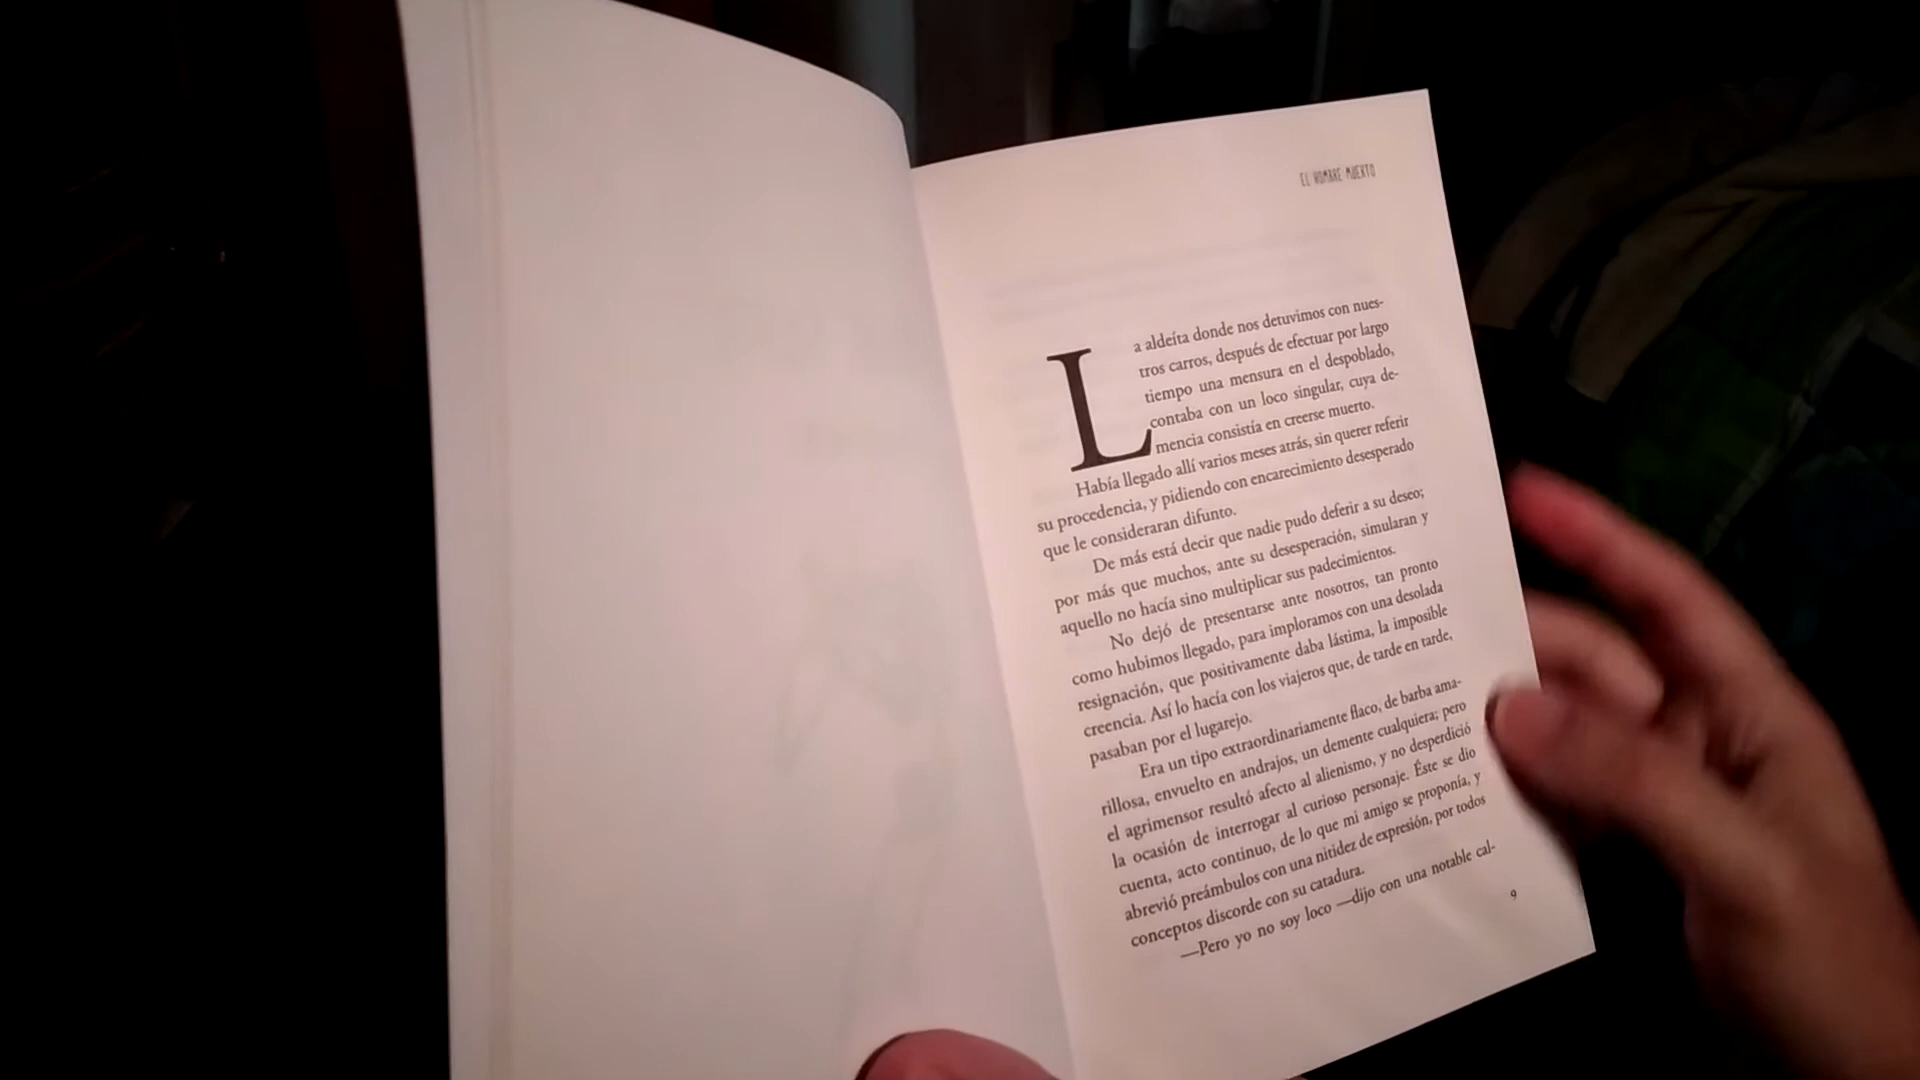 EL HOMBRE MUERTO
La aldeíta donde nos detuvimos con nues-
tros carros, después de efectuar por largo
tiempo una mensura en el despoblado,
contaba con un loco singular, cuya de-
mencia consistía en creerse muerto.
Había llegado allí varios meses atrás, sin querer referir
su procedencia, y pidiendo con encarecimiento desesperado
que le consideraran difunto.
De más está decir que nadie pudo deferir a su deseo;
por más que muchos, ante su desesperación, simularan y
aquello no hacía sino multiplicar sus padecimientos.
No dejó de presentarse ante nosotros, tan pronto
como hubimos llegado, para imploramos con una desolada
resignación, que positivamente daba lástima, la imposible
creencia. Así lo hacía con los viajeros que, de tarde en tarde,
pasaban por el lugarejo.
Era un tipo extraordinariamente flaco, de barba ama-
rillosa, envuelto en andrajos, un demente cualquiera; pero
el agrimensor resultó afecto al alienismo, y no desperdició
la ocasión de interrogar al curioso personaje. Éste se dio
cuenta, acto continuo, de lo que mi amigo se proponía, y
abrevió preámbulos con una nitidez de expresión, por todos
conceptos discorde con su catadura.
—Pero yo no soy loco —dijo con una notable cal-
9